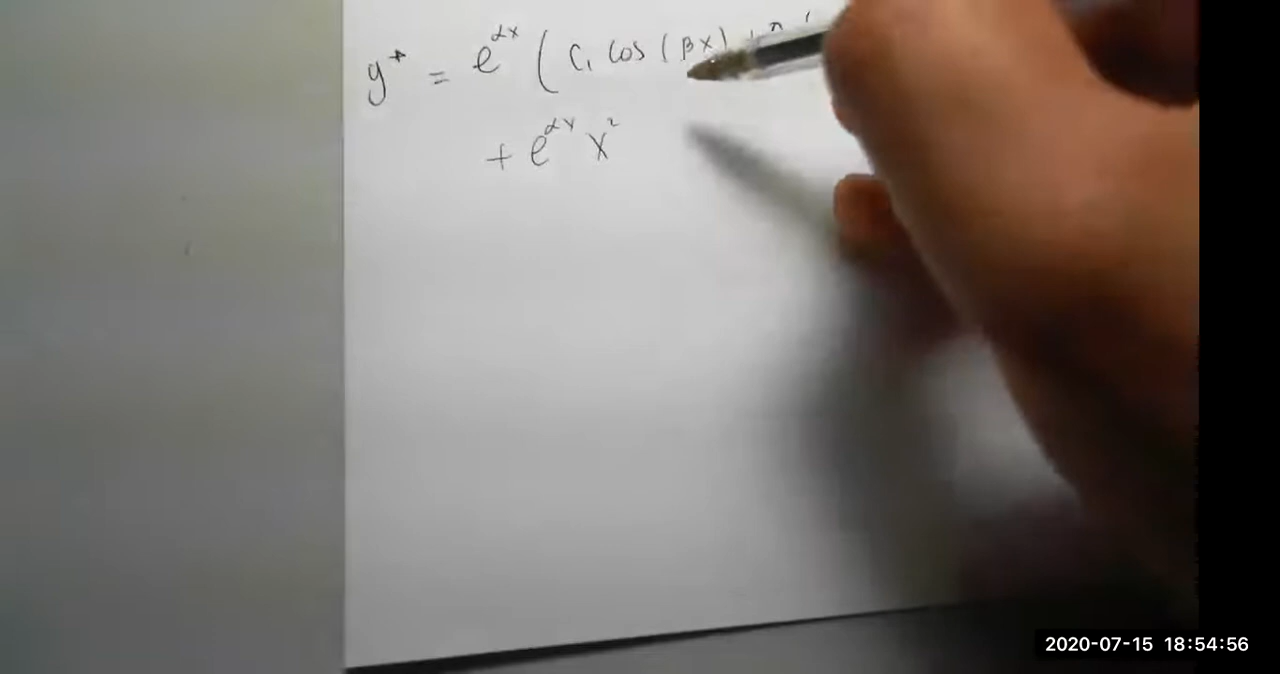 y* = e^αx ( C₁ cos (βx)
+ e^αx x²
2020-07-15 18:54:56